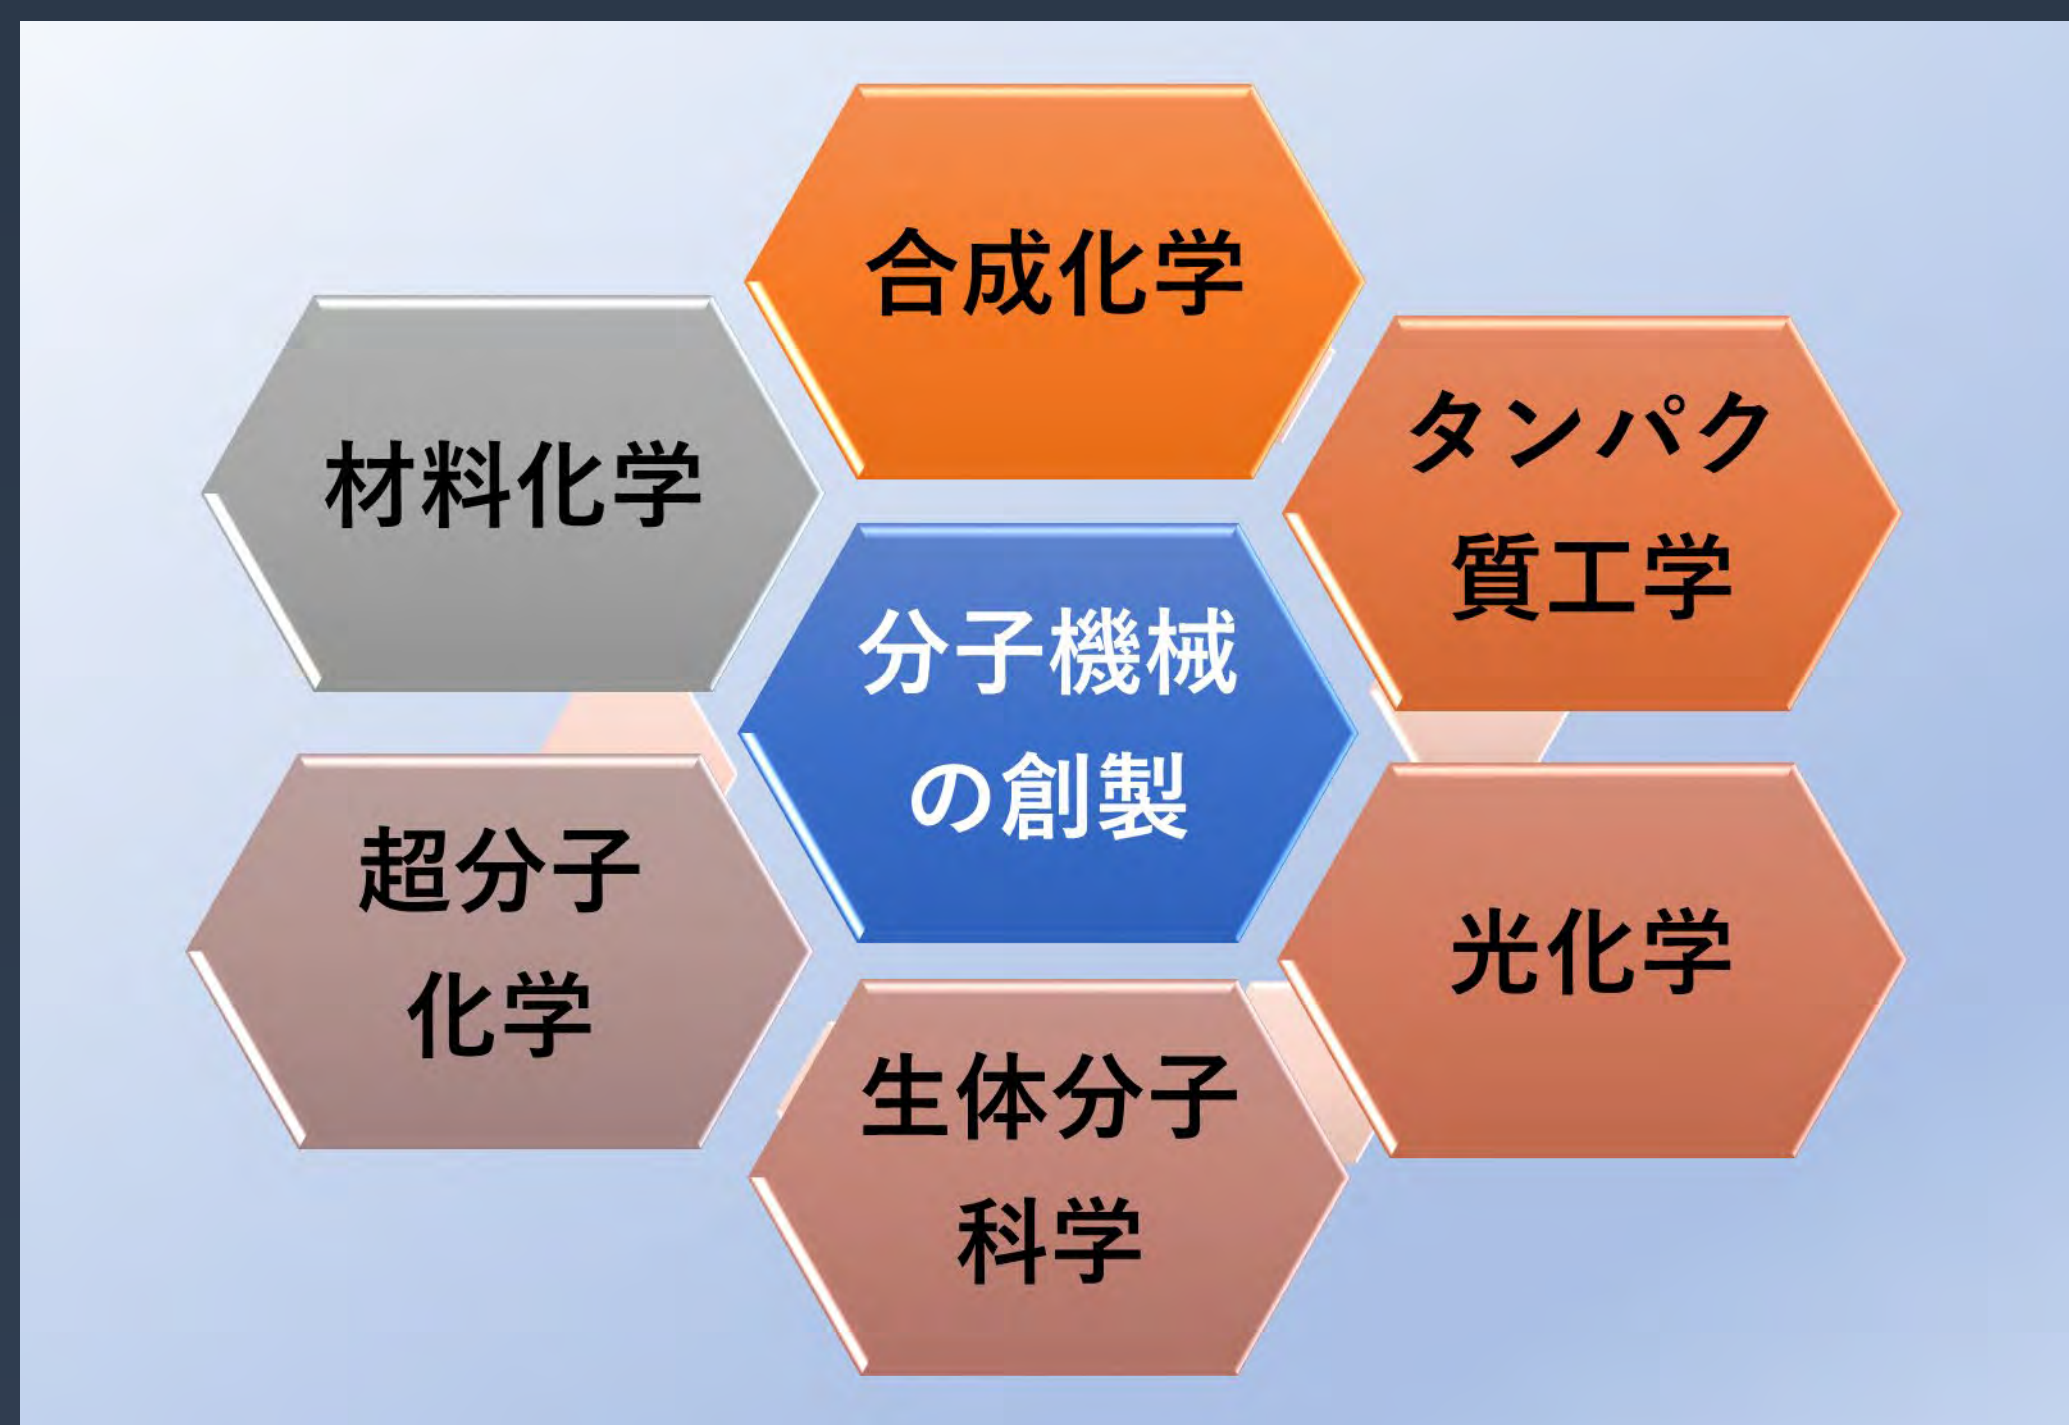 合成化学
材料化学
タンパク
質工学
分子機械
の創製
超分子
化学
光化学
生体分子
科学